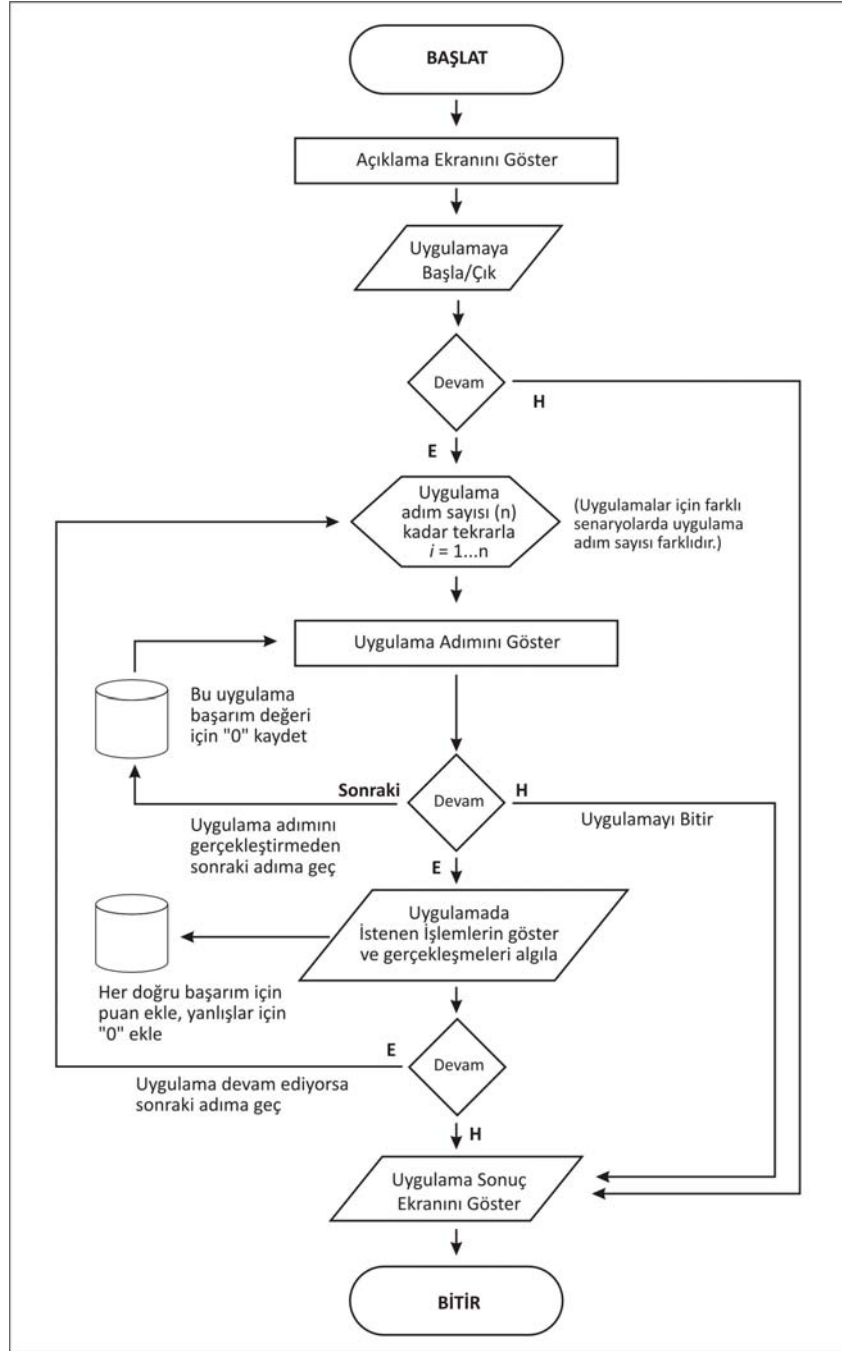 BAŞLAT
Açıklama Ekranını Göster
Uygulamaya
Başla/Çık
Devam
H
E
Uygulama
adım sayısı (n)
kadar tekrarla
i = 1...n
(Uygulamalar için farklı
senaryolarda uygulama
adım sayısı farklıdır.)
Uygulama Adımını Göster
Bu uygulama
başarım değeri
için "0" kaydet
Sonraki
Devam
H
Uygulamayı Bitir
Uygulama adımını
gerçekleştirmeden
sonraki adıma geç
E
Uygulamada
İstenen İşlemlerin göster
ve gerçekleşmeleri algıla
Her doğru başarım için
puan ekle, yanlışlar için
"0" ekle
E
Devam
Uygulama devam ediyorsa
sonraki adıma geç
H
Uygulama Sonuç
Ekranını Göster
BİTİR